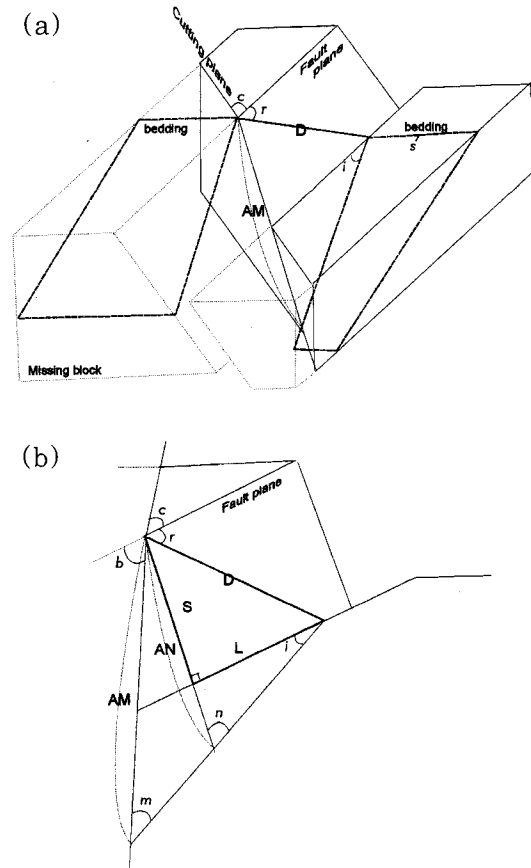 (a)
Cutting plane
Fault plane
c
r
bedding
D
bedding
s
i
AM
Missing block
(b)
Fault plane
c
r
b
D
S
L
AN
i
AM
n
m